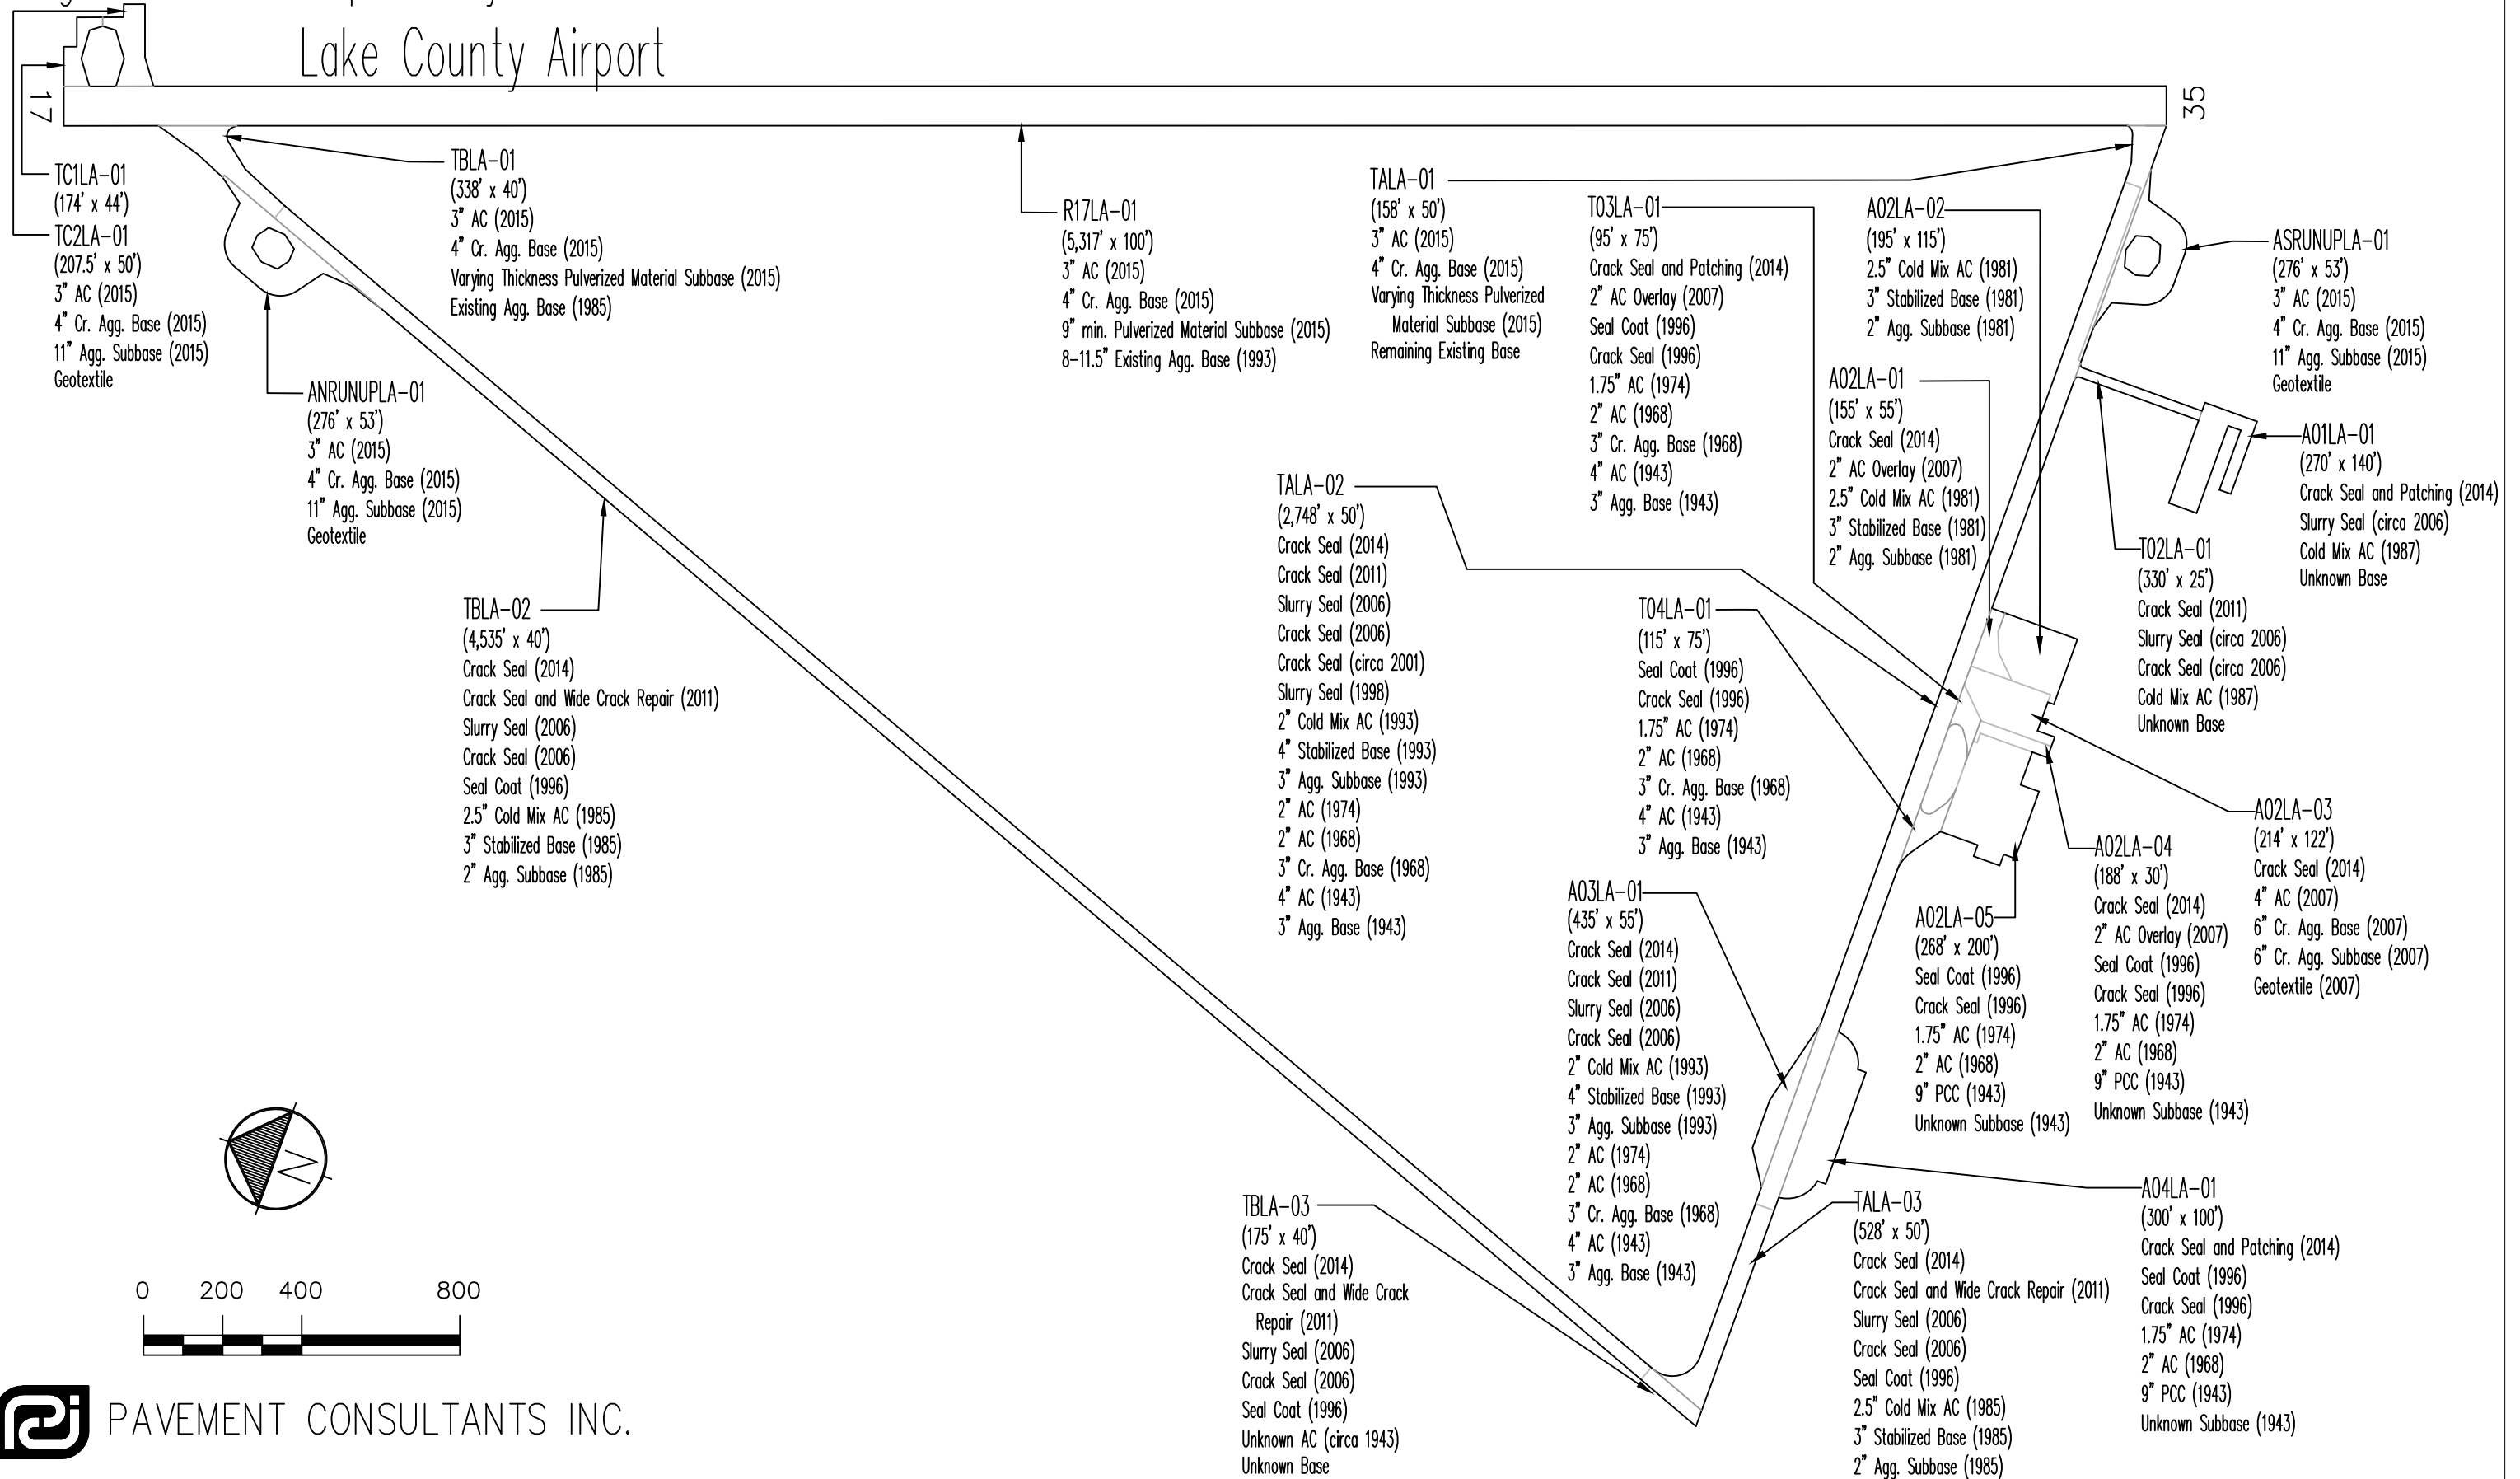 Lake County Airport
17
35
TC1LA-01
(174' x 44')
TC2LA-01
(207.5' x 50')
3" AC (2015)
4" Cr. Agg. Base (2015)
11" Agg. Subbase (2015)
Geotextile
TBLA-01
(338' x 40')
3" AC (2015)
4" Cr. Agg. Base (2015)
Varying Thickness Pulverized Material Subbase (2015)
Existing Agg. Base (1985)
ANRUNUPLA-01
(276' x 53')
3" AC (2015)
4" Cr. Agg. Base (2015)
11" Agg. Subbase (2015)
Geotextile
TBLA-02
(4,535' x 40')
Crack Seal (2014)
Crack Seal and Wide Crack Repair (2011)
Slurry Seal (2006)
Crack Seal (2006)
Seal Coat (1996)
2.5" Cold Mix AC (1985)
3" Stabilized Base (1985)
2" Agg. Subbase (1985)
R17LA-01
(5,317' x 100')
3" AC (2015)
4" Cr. Agg. Base (2015)
9" min. Pulverized Material Subbase (2015)
8-11.5" Existing Agg. Base (1993)
TALA-01
(158' x 50')
3" AC (2015)
4" Cr. Agg. Base (2015)
Varying Thickness Pulverized
Material Subbase (2015)
Remaining Existing Base
T03LA-01
(95' x 75')
Crack Seal and Patching (2014)
2" AC Overlay (2007)
Seal Coat (1996)
Crack Seal (1996)
1.75" AC (1974)
2" AC (1968)
3" Cr. Agg. Base (1968)
4" AC (1943)
3" Agg. Base (1943)
A02LA-02
(195' x 115')
2.5" Cold Mix AC (1981)
3" Stabilized Base (1981)
2" Agg. Subbase (1981)
A02LA-01
(155' x 55')
Crack Seal (2014)
2" AC Overlay (2007)
2.5" Cold Mix AC (1981)
3" Stabilized Base (1981)
2" Agg. Subbase (1981)
ASRUNUPLA-01
(276' x 53')
3" AC (2015)
4" Cr. Agg. Base (2015)
11" Agg. Subbase (2015)
Geotextile
A01LA-01
(270' x 140')
Crack Seal and Patching (2014)
Slurry Seal (circa 2006)
Cold Mix AC (1987)
Unknown Base
T02LA-01
(330' x 25')
Crack Seal (2011)
Slurry Seal (circa 2006)
Crack Seal (circa 2006)
Cold Mix AC (1987)
Unknown Base
TALA-02
(2,748' x 50')
Crack Seal (2014)
Crack Seal (2011)
Slurry Seal (2006)
Crack Seal (2006)
Crack Seal (circa 2001)
Slurry Seal (1998)
2" Cold Mix AC (1993)
4" Stabilized Base (1993)
3" Agg. Subbase (1993)
2" AC (1974)
2" AC (1968)
3" Cr. Agg. Base (1968)
4" AC (1943)
3" Agg. Base (1943)
T04LA-01
(115' x 75')
Seal Coat (1996)
Crack Seal (1996)
1.75" AC (1974)
2" AC (1968)
3" Cr. Agg. Base (1968)
4" AC (1943)
3" Agg. Base (1943)
A03LA-01
(435' x 55')
Crack Seal (2014)
Crack Seal (2011)
Slurry Seal (2006)
Crack Seal (2006)
2" Cold Mix AC (1993)
4" Stabilized Base (1993)
3" Agg. Subbase (1993)
2" AC (1974)
2" AC (1968)
3" Cr. Agg. Base (1968)
4" AC (1943)
3" Agg. Base (1943)
A02LA-05
(268' x 200')
Seal Coat (1996)
Crack Seal (1996)
1.75" AC (1974)
2" AC (1968)
9" PCC (1943)
Unknown Subbase (1943)
A02LA-04
(188' x 30')
Crack Seal (2014)
2" AC Overlay (2007)
Seal Coat (1996)
Crack Seal (1996)
1.75" AC (1974)
2" AC (1968)
9" PCC (1943)
Unknown Subbase (1943)
A02LA-03
(214' x 122')
Crack Seal (2014)
4" AC (2007)
6" Cr. Agg. Base (2007)
6" Cr. Agg. Subbase (2007)
Geotextile (2007)
TBLA-03
(175' x 40')
Crack Seal (2014)
Crack Seal and Wide Crack
Repair (2011)
Slurry Seal (2006)
Crack Seal (2006)
Seal Coat (1996)
Unknown AC (circa 1943)
Unknown Base
TALA-03
(528' x 50')
Crack Seal (2014)
Crack Seal and Wide Crack Repair (2011)
Slurry Seal (2006)
Crack Seal (2006)
Seal Coat (1996)
2.5" Cold Mix AC (1985)
3" Stabilized Base (1985)
2" Agg. Subbase (1985)
A04LA-01
(300' x 100')
Crack Seal and Patching (2014)
Seal Coat (1996)
Crack Seal (1996)
1.75" AC (1974)
2" AC (1968)
9" PCC (1943)
Unknown Subbase (1943)
N
0 200 400 800
PAVEMENT CONSULTANTS INC.